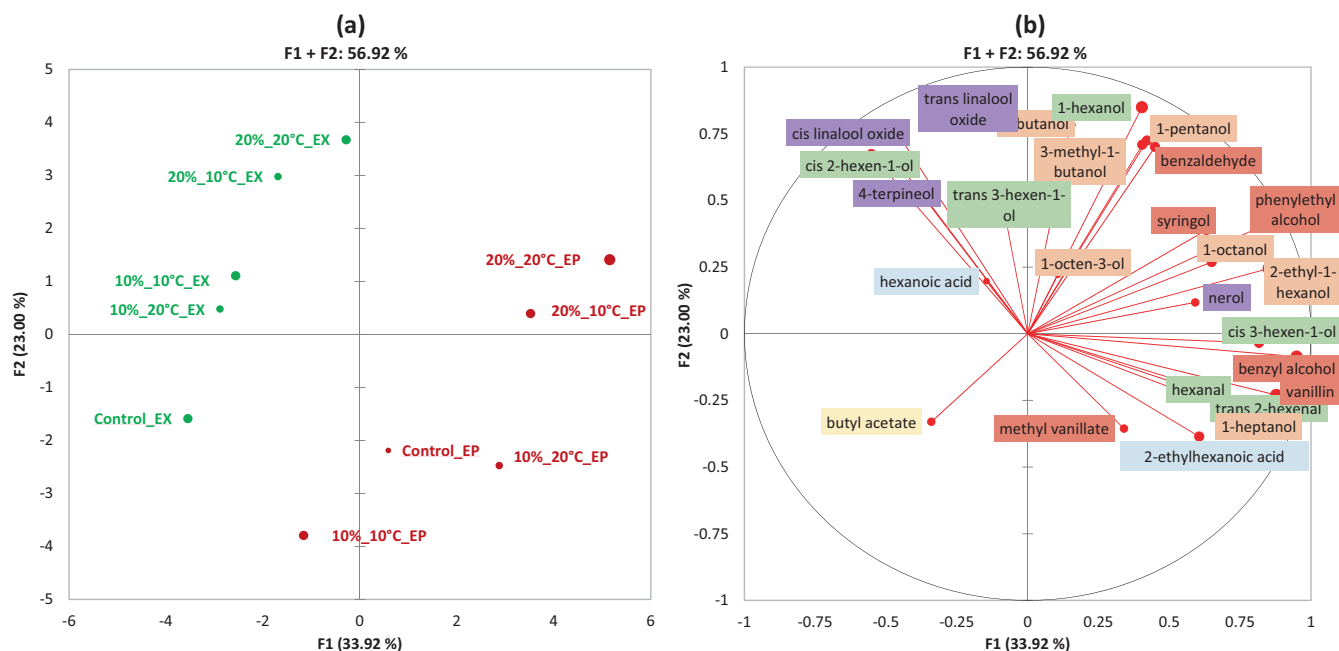 (a)
F1 + F2: 56.92 %
5
4
3
2
1
0
-1
-2
-3
-4
-5
F2 (23.00 %)
20%_20°C_EX
20%_10°C_EX
10%_10°C_EX
10%_20°C_EX
Control_EX
20%_20°C_EP
20%_10°C_EP
Control_EP
10%_20°C_EP
10%_10°C_EP
-6
-4
-2
0
2
4
6
F1 (33.92 %)
(b)
F1 + F2: 56.92 %
1
0.75
0.5
0.25
0
-0.25
-0.5
-0.75
-1
F2 (23.00 %)
trans linalool
oxide
1-hexanol
butanol
1-pentanol
cis linalool oxide
3-methyl-1-
butanol
benzaldehyde
cis 2-hexen-1-ol
4-terpineol
trans 3-hexen-1-
ol
phenylethyl
alcohol
syringol
1-octanol
1-octen-3-ol
2-ethyl-1-
hexanol
hexanoic acid
nerol
cis 3-hexen-1-ol
benzyl alcohol
hexanal
vanillin
trans 2-hexenal
butyl acetate
methyl vanillate
1-heptanol
2-ethylhexanoic acid
-1
-0.75
-0.5
-0.25
0
0.25
0.5
0.75
1
F1 (33.92 %)